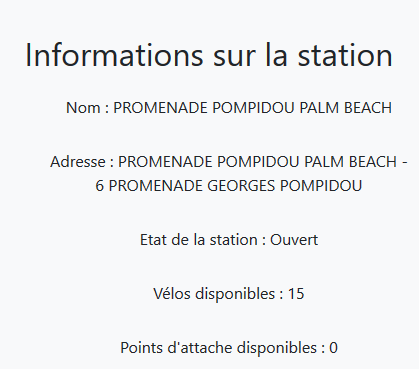 Informations sur la station
Nom : PROMENADE POMPIDOU PALM BEACH
Adresse : PROMENADE POMPIDOU PALM BEACH -
6 PROMENADE GEORGES POMPIDOU
Etat de la station : Ouvert
Vélos disponibles : 15
Points d'attache disponibles : 0